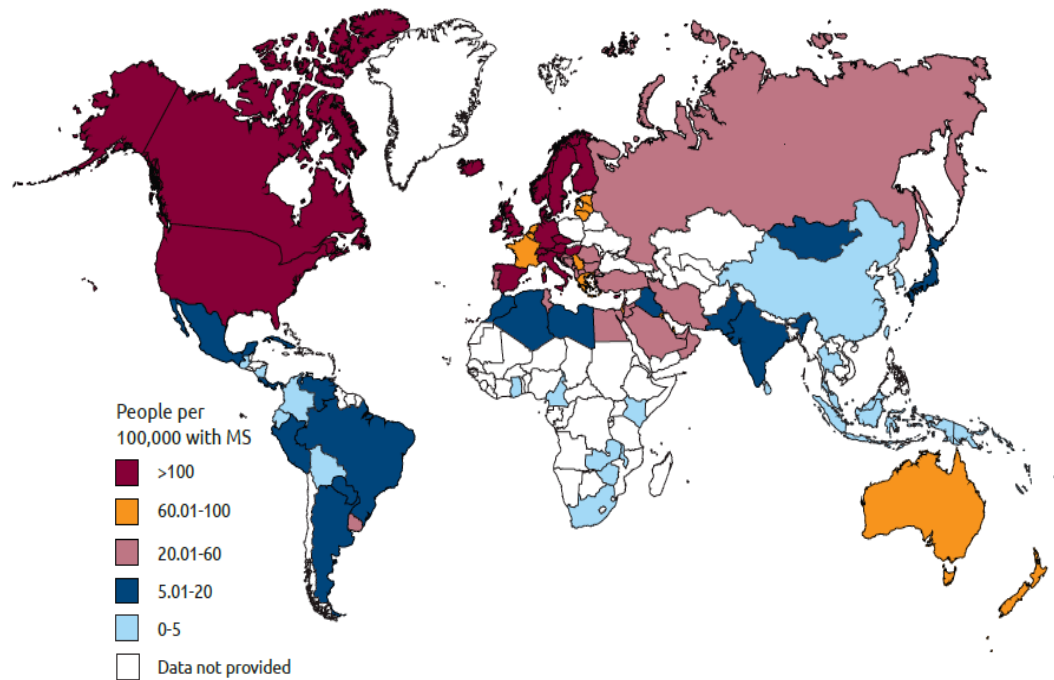 People per
100,000 with MS
>100
60.01-100
20.01-60
5.01-20
0-5
Data not provided